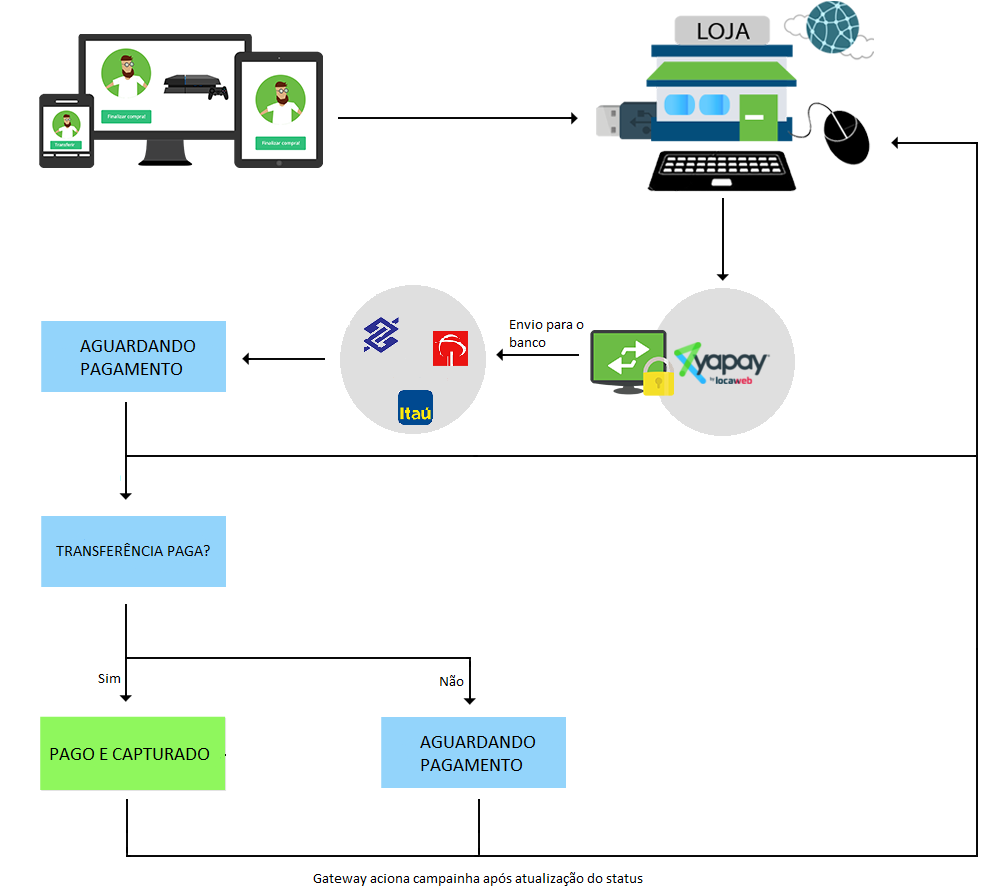 LOJA
Finalizar compra!
Transferir
Finalizar compra!
Envio para o
banco
yapay
by locaweb
Itaú
AGUARDANDO
PAGAMENTO
TRANSFERÊNCIA PAGA?
Sim
Não
PAGO E CAPTURADO
AGUARDANDO
PAGAMENTO
Gateway aciona campainha após atualização do status